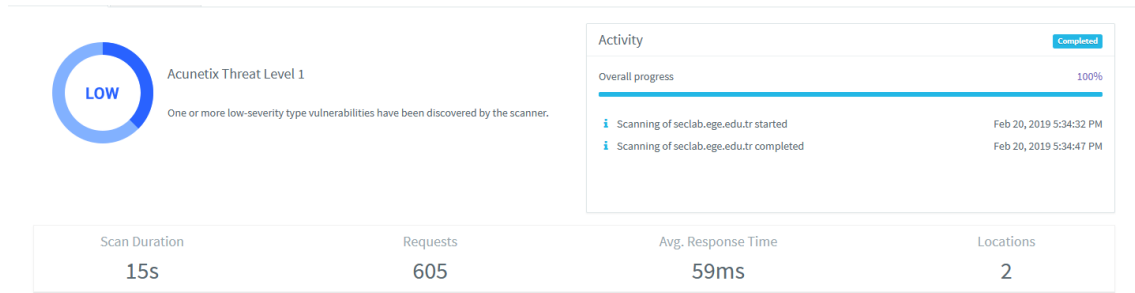 LOW
Acunetix Threat Level 1
One or more low-severity type vulnerabilities have been discovered by the scanner.
Activity
Completed
Overall progress
100%
Scanning of seclab.ege.edu.tr started
Feb 20, 2019 5:34:32 PM
Scanning of seclab.ege.edu.tr completed
Feb 20, 2019 5:34:47 PM
Scan Duration
15s
Requests
605
Avg. Response Time
59ms
Locations
2